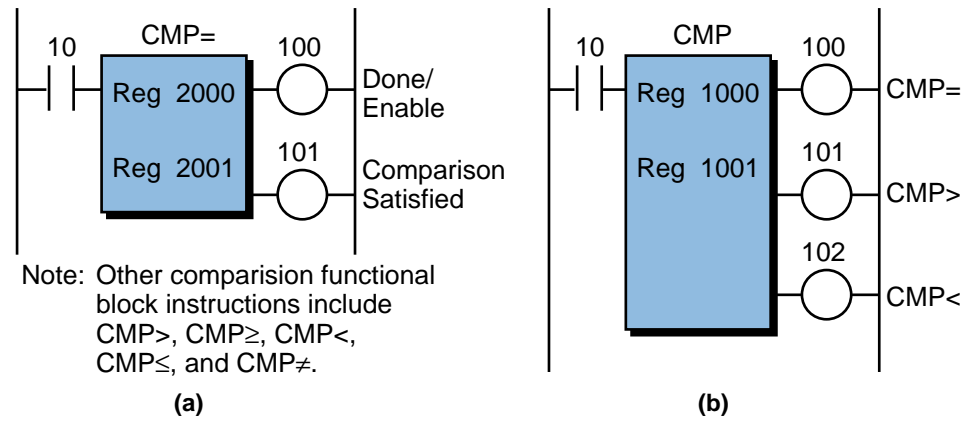 CMP=
10
100
Reg 2000
Done/
Enable
Reg 2001
101
Comparison
Satisfied
Note: Other comparision functional
block instructions include
CMP>, CMP≥, CMP<,
CMP≤, and CMP≠.
(a)
CMP
10
100
Reg 1000
CMP=
Reg 1001
101
CMP>
102
CMP<
(b)